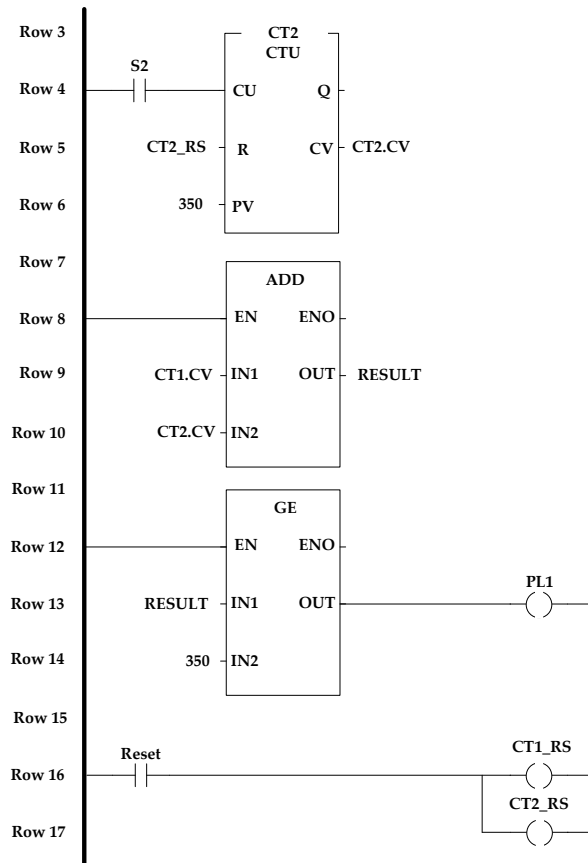 Row 3
CT2
CTU
S2
Row 4
CU Q
Row 5
CT2_RS R CV CT2.CV
Row 6
350 PV
Row 7
ADD
Row 8
EN ENO
Row 9
CT1.CV IN1 OUT RESULT
Row 10
CT2.CV IN2
Row 11
GE
Row 12
EN ENO
PL1
Row 13
RESULT IN1 OUT
Row 14
350 IN2
Row 15
Reset CT1_RS
Row 16
CT2_RS
Row 17